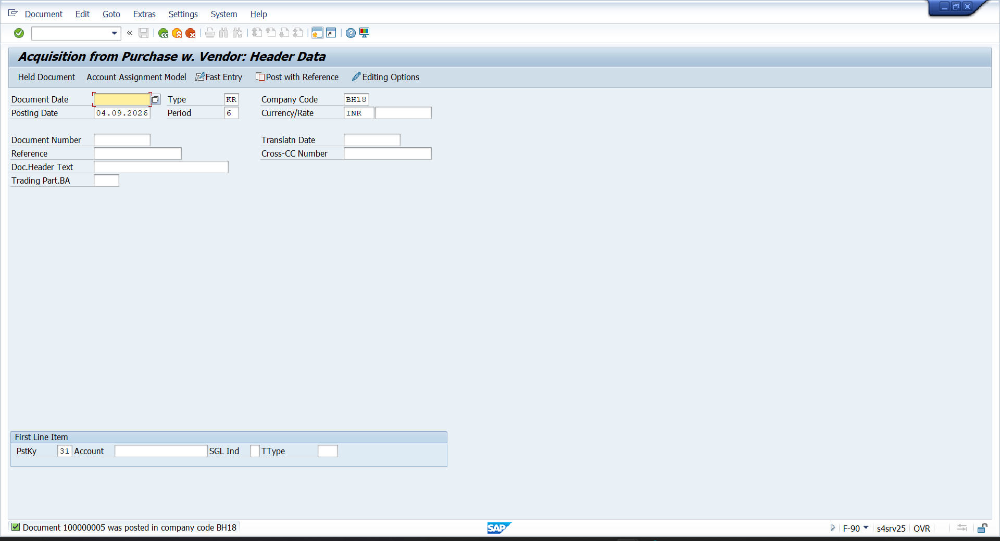 Document Edit Goto Extras Settings System Help
Acquisition from Purchase w. Vendor: Header Data
Held Document Account Assignment Model Fast Entry Post with Reference Editing Options
Document Date Type KR Company Code BH18
Posting Date 04.09.2026 Period 6 Currency/Rate INR
Document Number Translatn Date
Reference Cross-CC Number
Doc.Header Text
Trading Part.BA
First Line Item
PstKy 31 Account SGL Ind TType
Document 100000005 was posted in company code BH18 SAP F-90 s4srv25 OVR